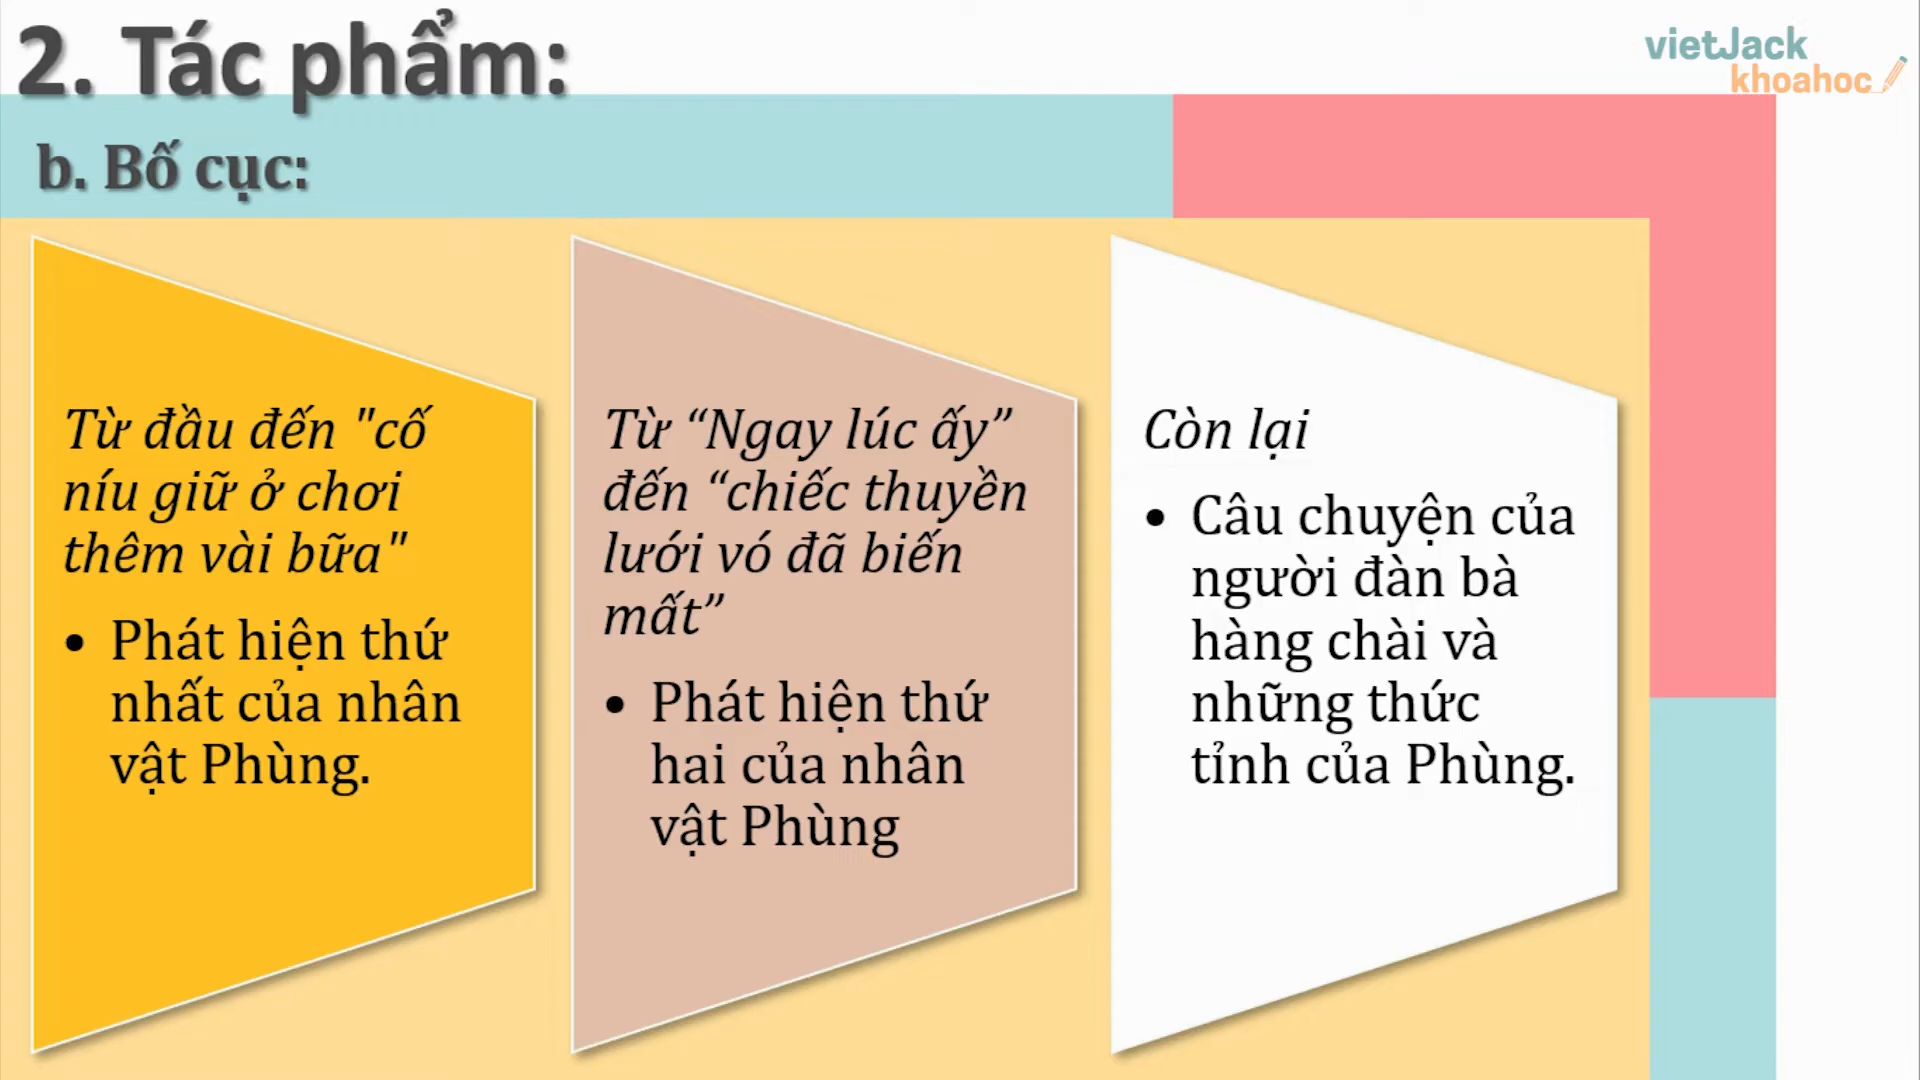 2. Tác phẩm:
vietJack
khoahoc
b. Bố cục:
Từ đầu đến "cố
níu giữ ở chơi
thêm vài bữa"
• Phát hiện thứ
nhất của nhân
vật Phùng.
Từ “Ngay lúc ấy”
đến “chiếc thuyền
lưới vó đã biến
mất”
• Phát hiện thứ
hai của nhân
vật Phùng
Còn lại
• Câu chuyện của
người đàn bà
hàng chài và
những thức
tỉnh của Phùng.